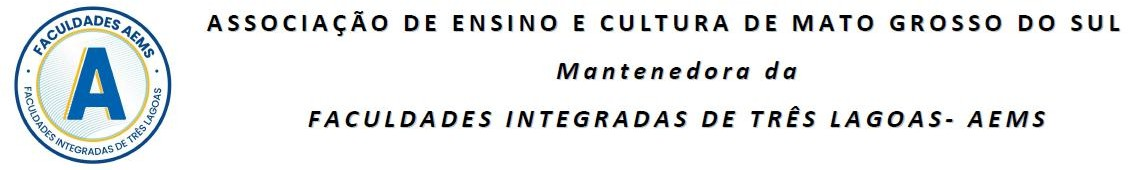 FACULDADES AEMS
A
FACULDADES INTEGRADAS DE TRÊS LAGOAS
ASSOCIAÇÃO DE ENSINO E CULTURA DE MATO GROSSO DO SUL
Mantenedora da
FACULDADES INTEGRADAS DE TRÊS LAGOAS- AEMS